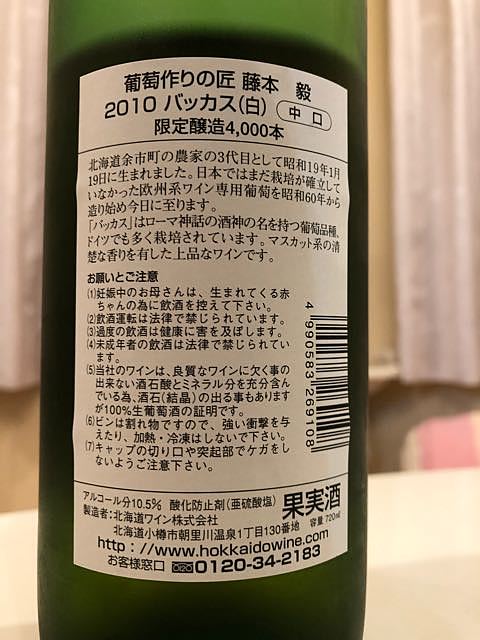 葡萄作りの匠 藤本 毅
2010 バッカス(白) 中口
限定醸造4,000本
北海道余市町の農家の3代目として昭和19年1月
19日に生まれました。日本ではまだ栽培が確立して
いなかった欧州系ワイン専用葡萄を昭和60年から
造り始め今日に至ります。
「バッカス」はローマ神話の酒神の名を持つ葡萄品種、
ドイツでも多く栽培されています。マスカット系の清
楚な香りを有した上品なワインです。
お願いとご注意
(1)妊娠中のお母さんは、生まれてくる赤
ちゃんの為に飲酒を控えて下さい。
(2)飲酒運転は法律で禁じられています。
(3)過度の飲酒は健康に害を及ぼします。
(4)未成年者の飲酒は法律で禁じられてい
ます。
(5)当社のワインは、良質なワインに欠く事の
出来ない酒石酸とミネラル分を充分含ん
でいる為、酒石(結晶)の出る事もあります
が100%生葡萄酒の証明です。
(6)ビンは割れ物ですので、強い衝撃を与
えたり、加熱・冷凍はしないで下さい。
(7)キャップの切り口や突起部でケガをし
ないようご注意下さい。
4 990583 269108
アルコール分10.5% 酸化防止剤(亜硫酸塩) 果実酒
製造者:北海道ワイン株式会社
北海道小樽市朝里川温泉1丁目130番地 容量720ml
http://www.hokkaidowine.com
お客様窓口 0120-34-2183